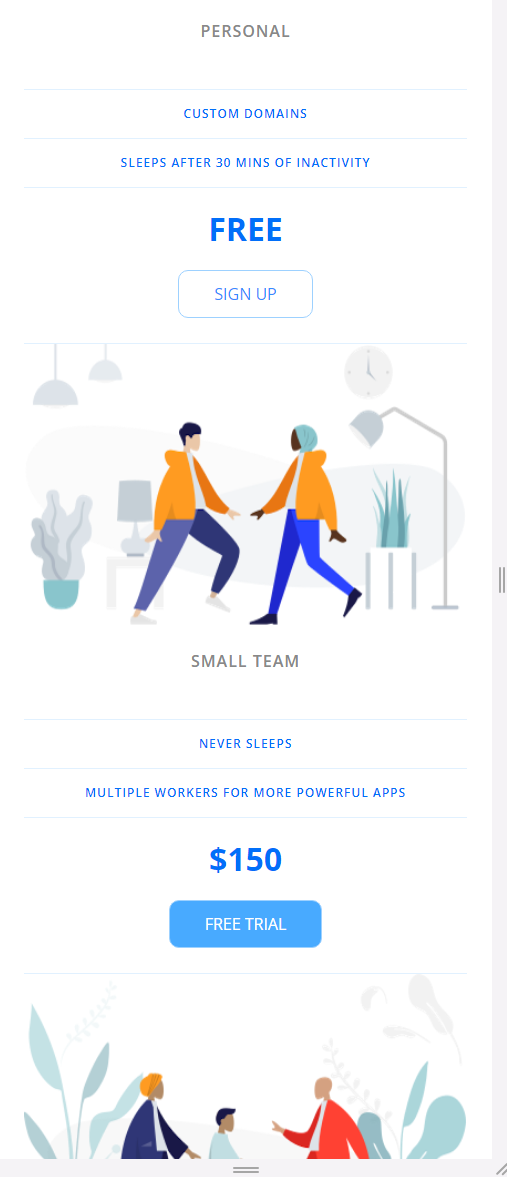 PERSONAL
CUSTOM DOMAINS
SLEEPS AFTER 30 MINS OF INACTIVITY
FREE
SIGN UP
SMALL TEAM
NEVER SLEEPS
MULTIPLE WORKERS FOR MORE POWERFUL APPS
$150
FREE TRIAL